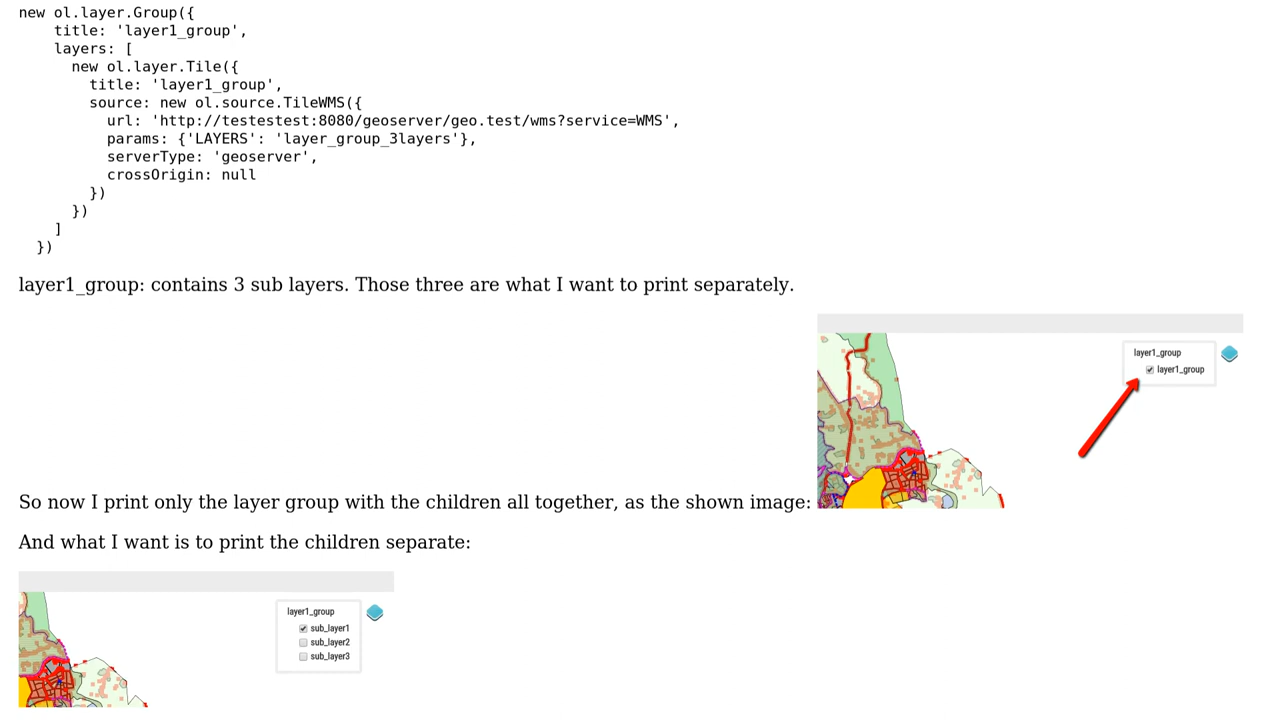 new ol.layer.Group({
    title: 'layer1_group',
    layers: [
      new ol.layer.Tile({
        title: 'layer1_group',
        source: new ol.source.TileWMS({
          url: 'http://testestest:8080/geoserver/geo.test/wms?service=WMS',
          params: {'LAYERS': 'layer_group_3layers'},
          serverType: 'geoserver',
          crossOrigin: null
        })
      })
    ]
  })
layer1_group: contains 3 sub layers. Those three are what I want to print separately.
layer1_group
layer1_group
So now I print only the layer group with the children all together, as the shown image:
And what I want is to print the children separate:
layer1_group
sub_layer1
sub_layer2
sub_layer3